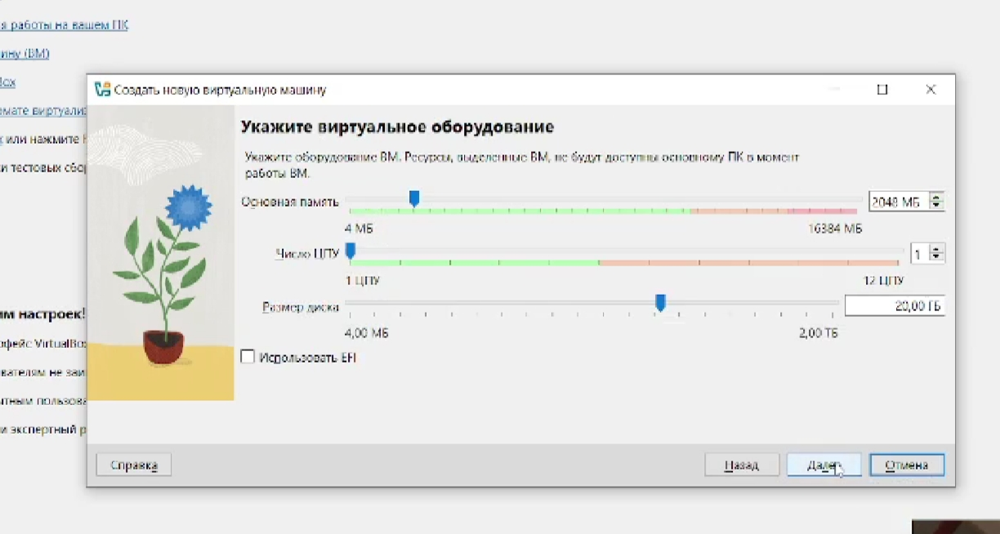 я работы на вашем ПК
ину (ВМ)
Box
емате виртуализ
или нажмите
и тестовых сбор
им настроек!
рфейс VirtualBox
вателям не заи
ытным пользова
и экспертный р
Создать новую виртуальную машину
Укажите виртуальное оборудование
Укажите оборудование ВМ. Ресурсы, выделенные ВМ, не будут доступны основному ПК в момент
работы ВМ.
Основная память 2048 МБ
4 МБ 16384 МБ
Число ЦПУ 1
1 ЦПУ 12 ЦПУ
Размер диска 20,00 ГБ
4,00 МБ 2,00 ТБ
Использовать EFI
Справка Назад Далее Отмена